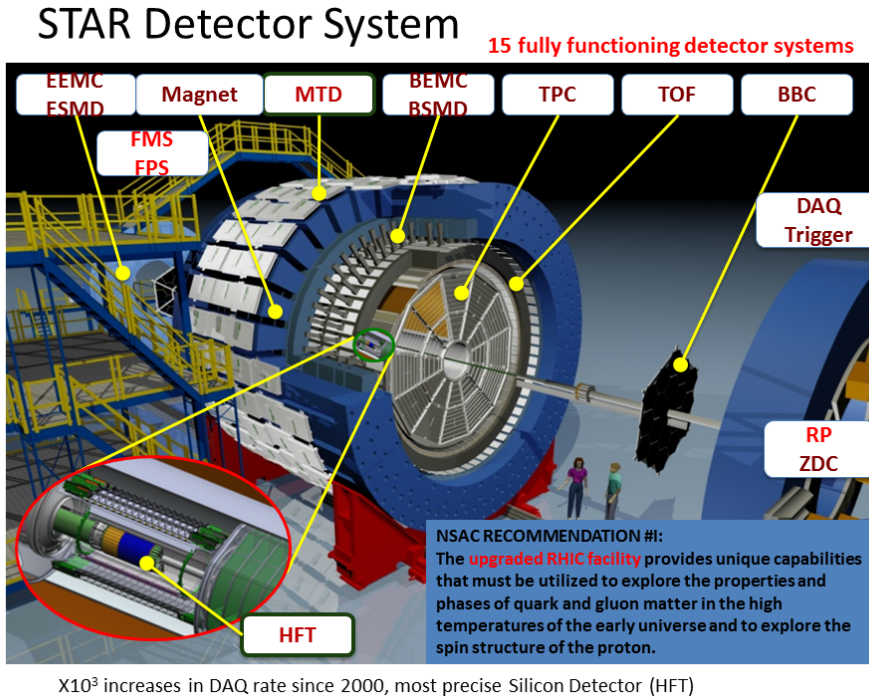 STAR Detector System
15 fully functioning detector systems
EEMC
ESMD
Magnet
MTD
BEMC
BSMD
TPC
TOF
BBC
FMS
FPS
DAQ
Trigger
RP
ZDC
HFT
NSAC RECOMMENDATION #I:
The upgraded RHIC facility provides unique capabilities
that must be utilized to explore the properties and
phases of quark and gluon matter in the high
temperatures of the early universe and to explore the
spin structure of the proton.
X10³ increases in DAQ rate since 2000, most precise Silicon Detector (HFT)